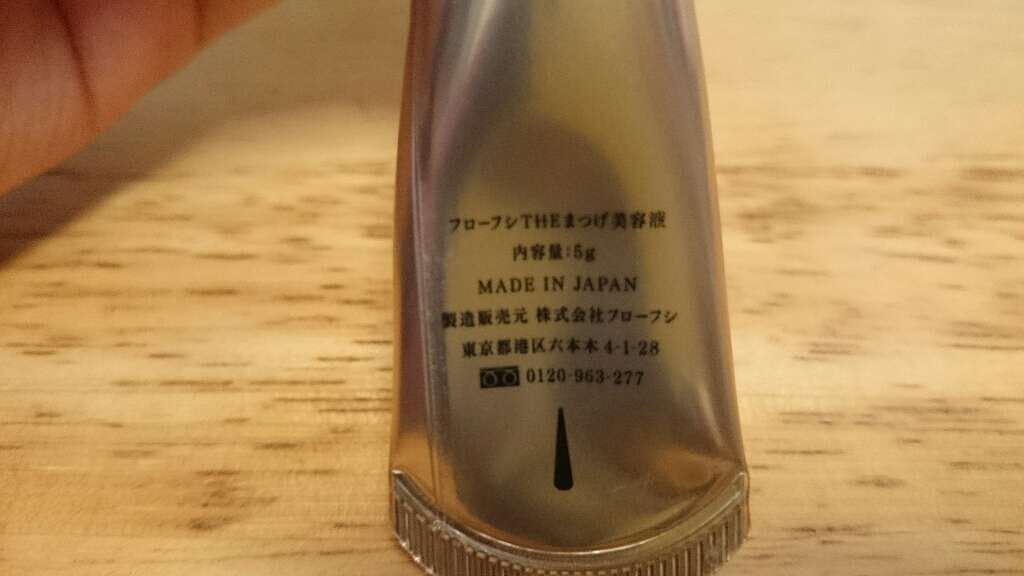 フローフシTHEまつげ美容液
内容量:5g
MADE IN JAPAN
製造販売元 株式会社フローフシ
東京都港区六本木4-1-28
0120-963-277